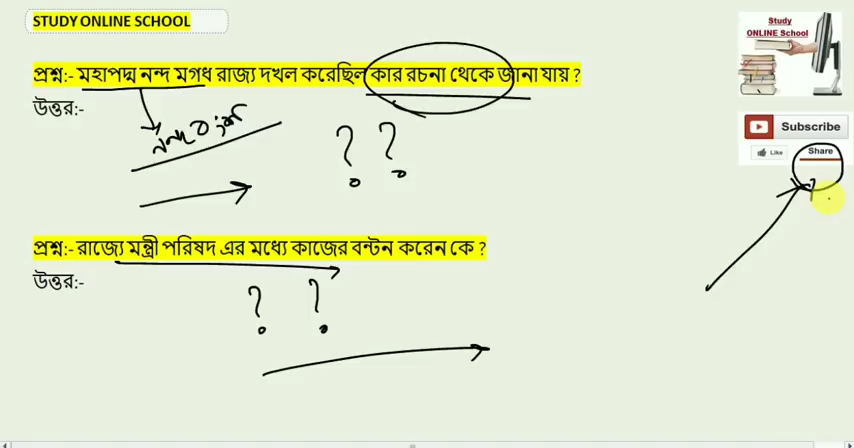 STUDY ONLINE SCHOOL
প্রশ্ন:- মহাপদ্ম নন্দ মগধ রাজ্য দখল করেছিল কার রচনা থেকে জানা যায় ?
উত্তর:-
নন্দ বংশ
? ?
প্রশ্ন:- রাজ্যে মন্ত্রী পরিষদ এর মধ্যে কাজের বন্টন করেন কে ?
উত্তর:-
? ?
Study
ONLINE School
Subscribe
Like
Share